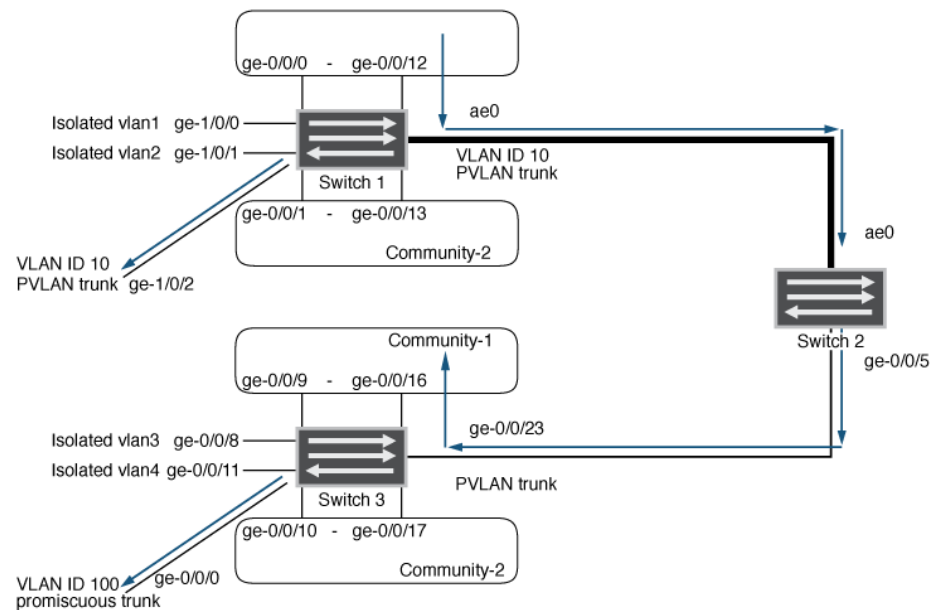 ge-0/0/0 - ge-0/0/12
ae0
Isolated vlan1 ge-1/0/0
Isolated vlan2 ge-1/0/1
VLAN ID 10
PVLAN trunk
Switch 1
ge-0/0/1 - ge-0/0/13
Community-2
ae0
VLAN ID 10
PVLAN trunk ge-1/0/2
Switch 2
Community-1
ge-0/0/5
ge-0/0/9 - ge-0/0/16
ge-0/0/23
Isolated vlan3 ge-0/0/8
Isolated vlan4 ge-0/0/11
PVLAN trunk
Switch 3
ge-0/0/10 - ge-0/0/17
Community-2
ge-0/0/0
VLAN ID 100
promiscuous trunk